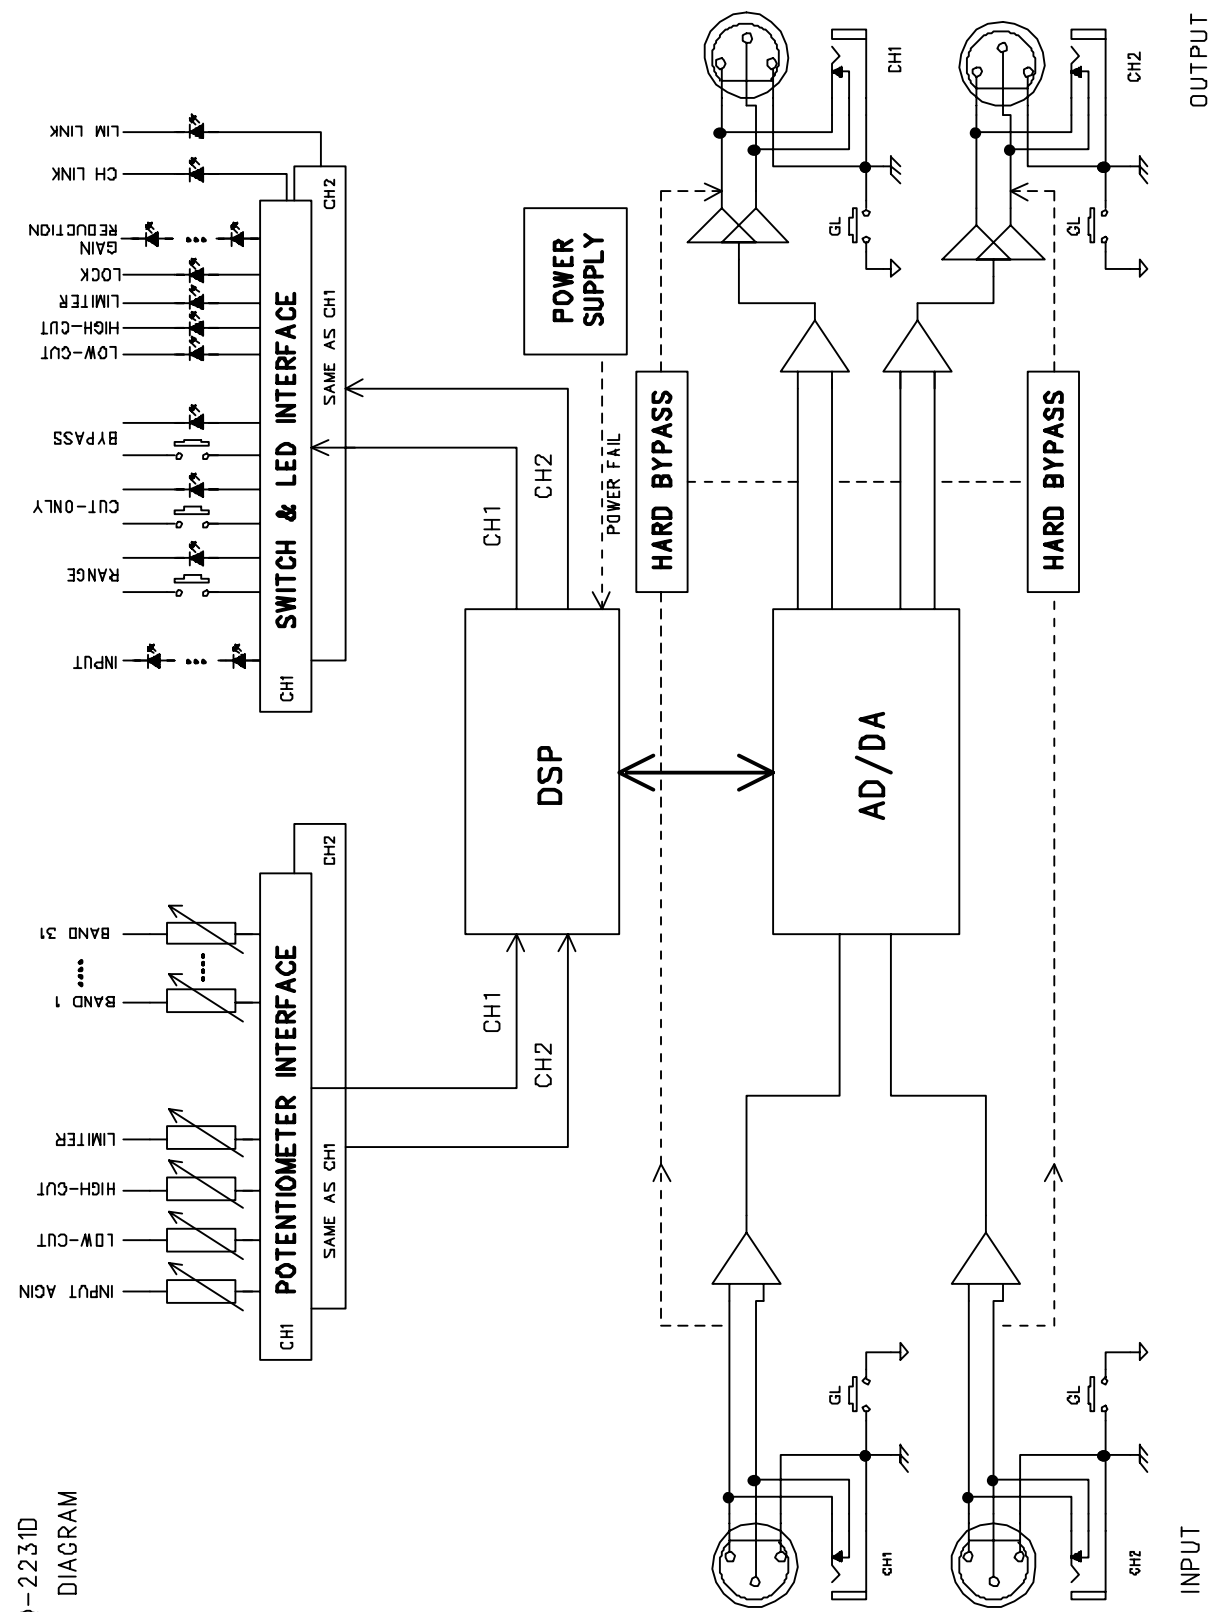 -2231D
DIAGRAM
INPUT AGIN
LOW-CUT
HIGH-CUT
LIMITER
BAND 1
BAND 31
CH1
POTENTIOMETER INTERFACE
SAME AS CH1
CH2
INPUT
RANGE
CUT-ONLY
BYPASS
LOW-CUT
HIGH-CUT
LIMITER
LOCK
GAIN
REDUCTION
CH LINK
LIM LINK
CH1
SWITCH & LED INTERFACE
SAME AS CH1
CH2
CH1
CH2
DSP
CH1
CH2
POWER
SUPPLY
POWER FAIL
HARD BYPASS
AD/DA
HARD BYPASS
GL
CH1
GL
CH2
INPUT
GL
CH1
GL
CH2
OUTPUT